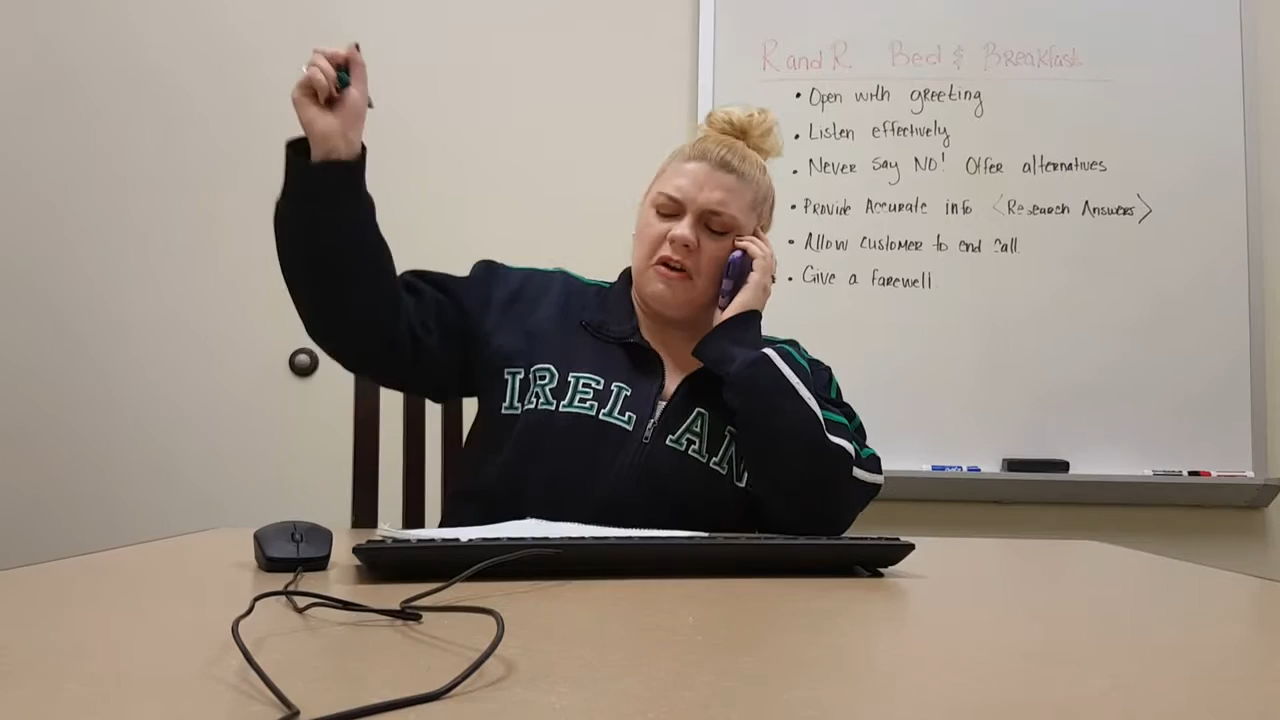 R and R Bed & Breakfast
• Open with greeting
• Listen effectively
• Never Say NO! Offer alternatives
• Provide Accurate info <Research Answers>
• Allow customer to end call
• Give a farewell.
IRELAN